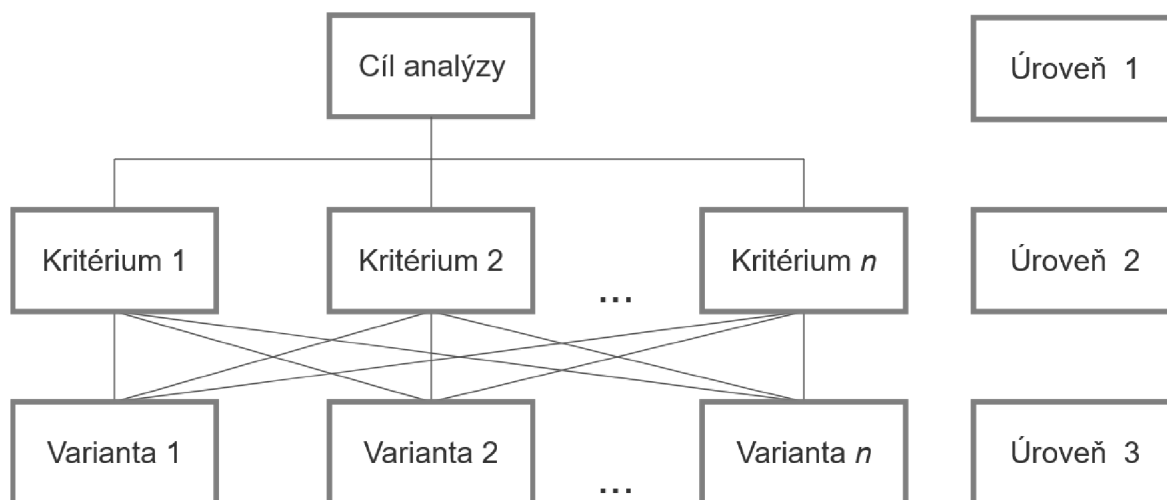 Cíl analýzy
Úroveň 1
Kritérium 1
Kritérium 2
...
Kritérium n
Úroveň 2
Varianta 1
Varianta 2
...
Varianta n
Úroveň 3